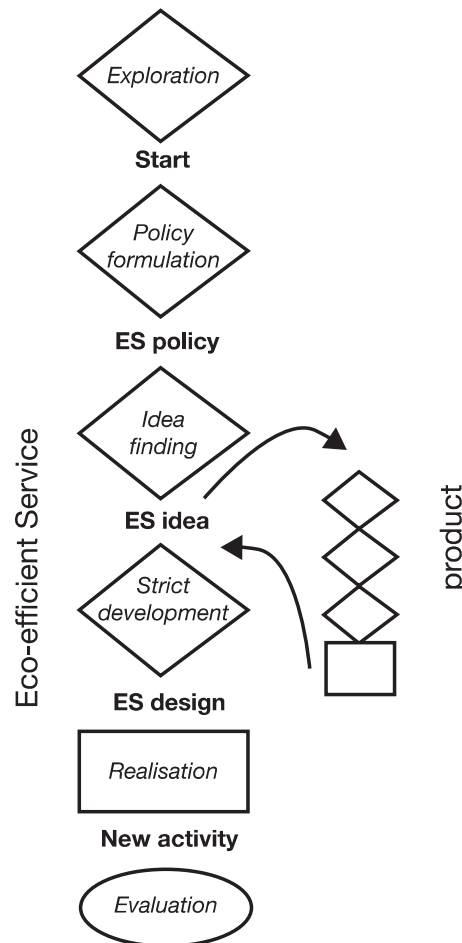 Exploration
Start
Policy
formulation
ES policy
Idea
finding
ES idea
Strict
development
ES design
Realisation
New activity
Evaluation
Eco-efficient Service
product